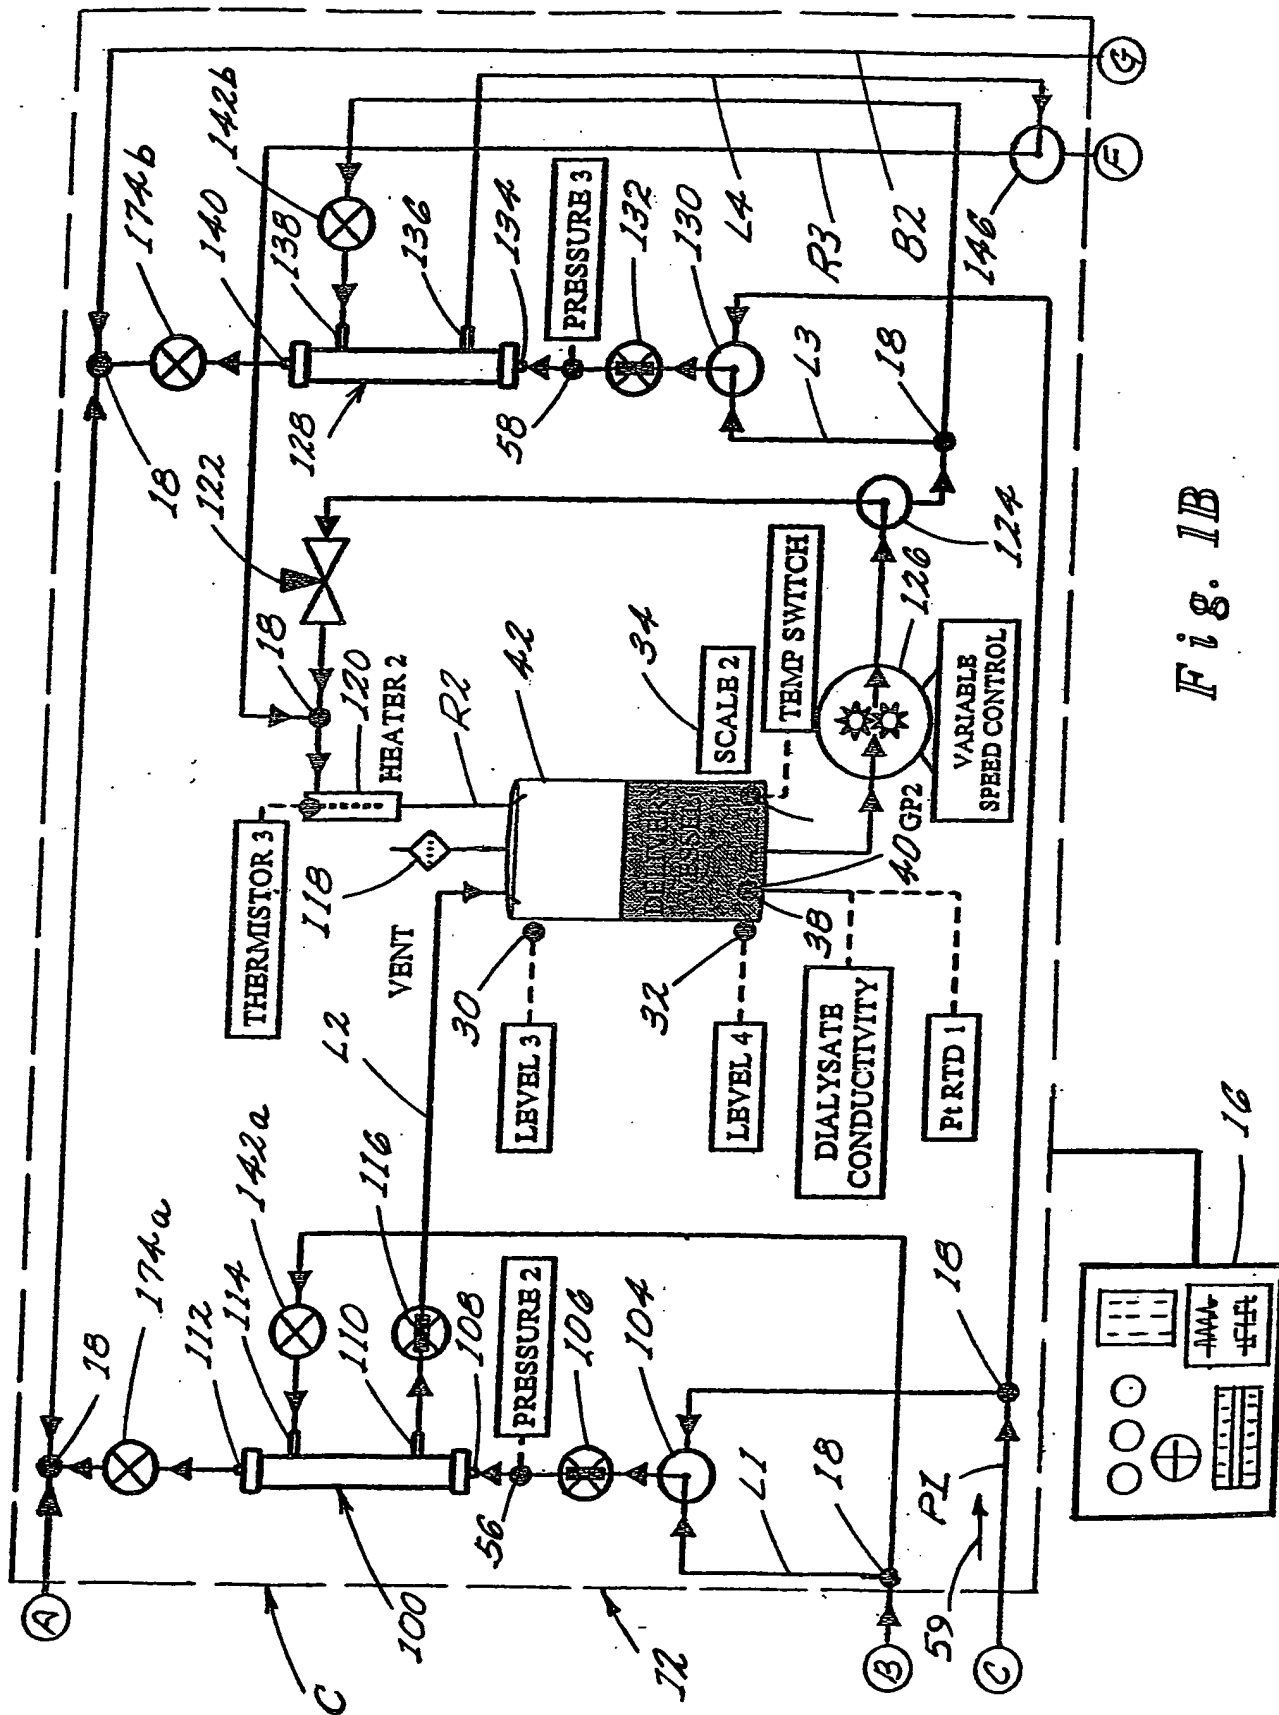 A
C
100
12
B
59
C
P1
18
18
174a
112
114
142a
110
116
108
PRESSURE 2
56
106
104
L1
18
18
16
L2
VENT
118
THERMISTOR 3
HEATER 2
120
18
122
18
R2
42
30
LEVEL 3
32
LEVEL 4
DELIVERY
VESSEL
38
40
DIALYSATE
CONDUCTIVITY
Pt RTD 1
SCALE 2
34
TEMP SWITCH
GP2
126
VARIABLE
SPEED CONTROL
124
18
174b
140
138
142b
128
136
134
58
PRESSURE 3
132
130
L3
L4
R3
B2
146
F
G
Fig. 1B